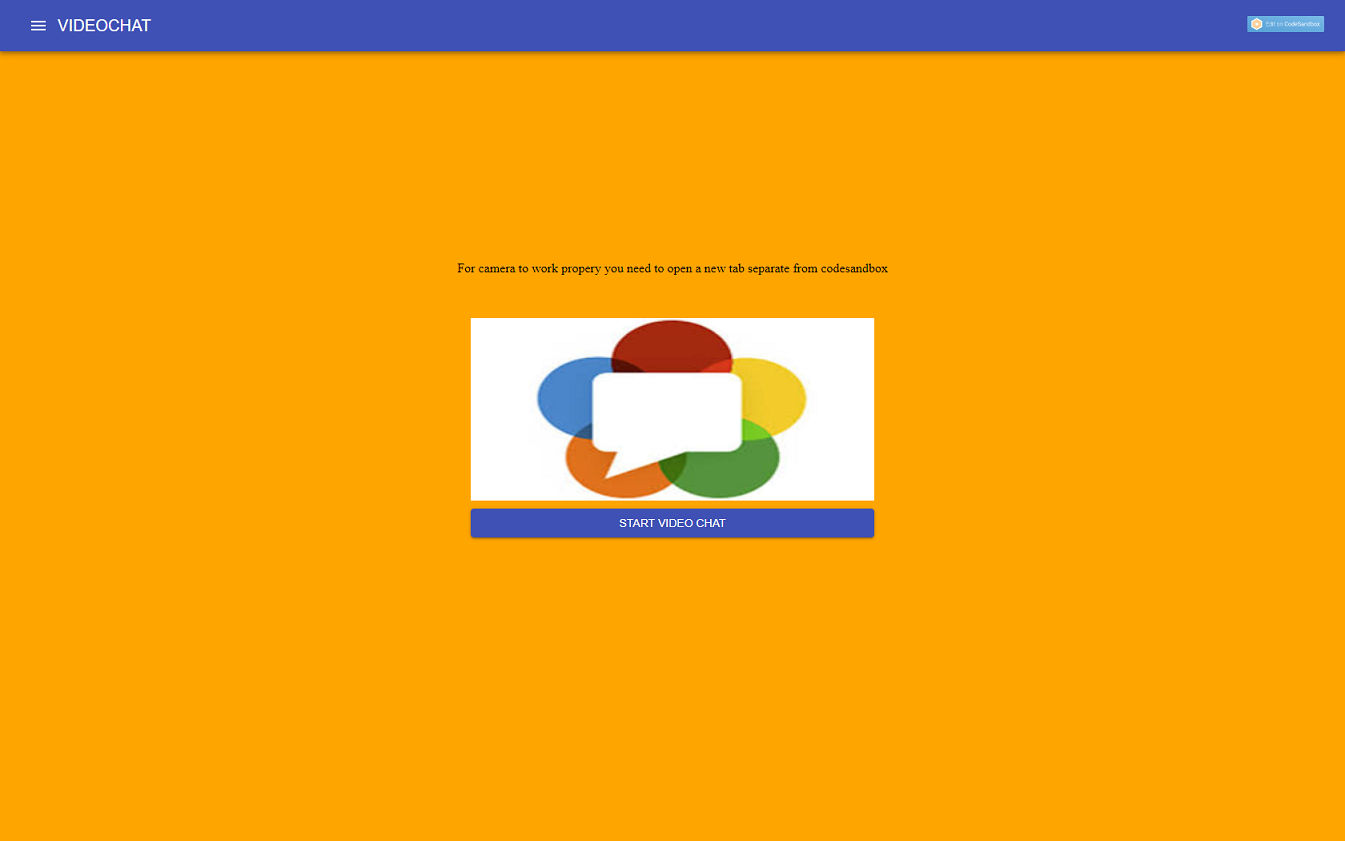 VIDEOCHAT
Edit on CodeSandbox
For camera to work propery you need to open a new tab separate from codesandbox
START VIDEO CHAT